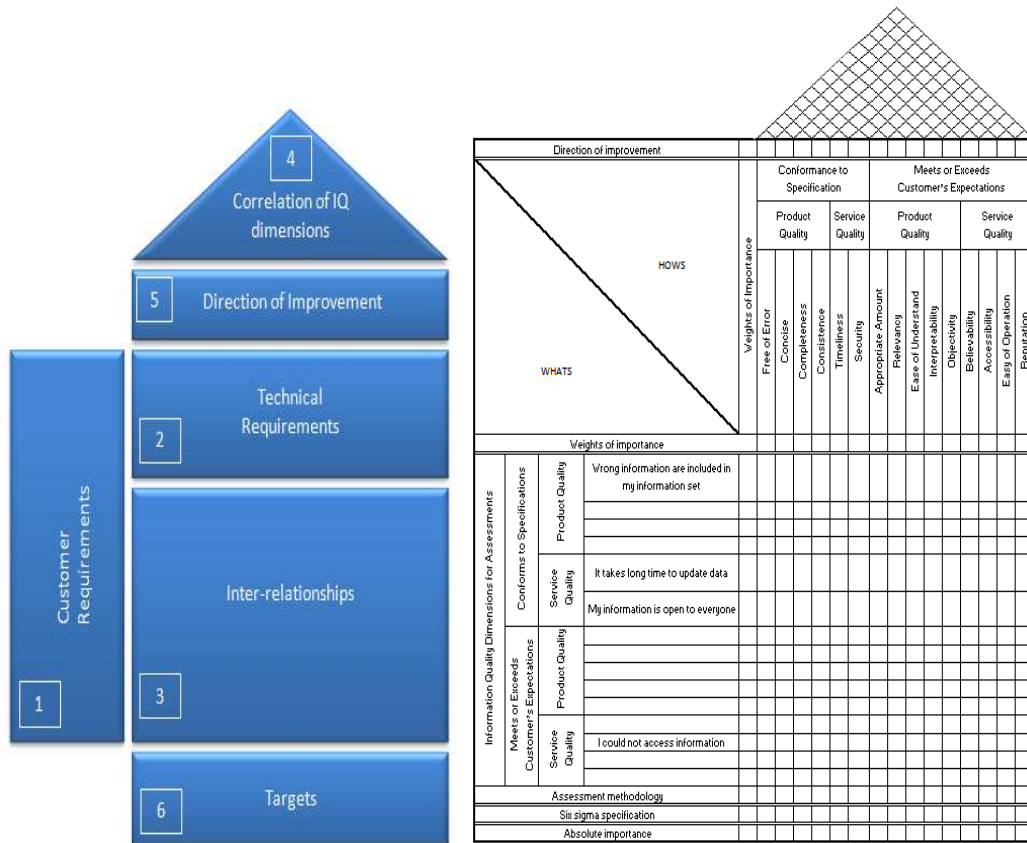 4
Correlation of IQ
dimensions
5
Direction of Improvement
Technical
Requirements
2
Customer
Requirements
1
Inter-relationships
3
Targets
6
Direction of improvement
HOWS
WHATS
Weights of Importance
Conformance to
Specification
Meets or Exceeds
Customer's Expectations
Product
Quality
Service
Quality
Product
Quality
Service
Quality
Free of Error
Concise
Completeness
Consistence
Timeliness
Security
Appropriate Amount
Relevancy
Ease of Understand
Interpretability
Objectivity
Believability
Accessibility
Easy of Operation
Reputation
Weights of importance
Information Quality Dimensions for Assessments
Conforms to Specifications
Product Quality
Wrong information are included in
my information set
Service
Quality
It takes long time to update data
My information is open to everyone
Meets or Exceeds
Customer's Expectations
Product Quality
Service
Quality
I could not access information
Assessment methodology
Six sigma specification
Absolute importance